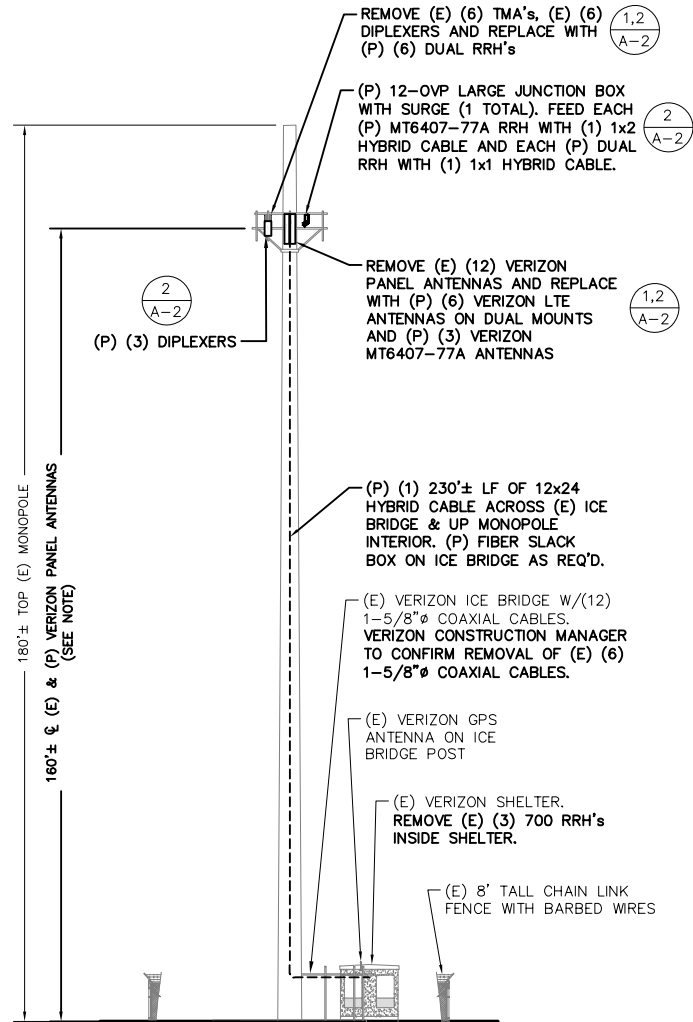 REMOVE (E) (6) TMA's, (E) (6)
DIPLEXERS AND REPLACE WITH
(P) (6) DUAL RRH's
1,2
A-2
(P) 12-OVP LARGE JUNCTION BOX
WITH SURGE (1 TOTAL). FEED EACH
(P) MT6407-77A RRH WITH (1) 1x2
HYBRID CABLE AND EACH (P) DUAL
RRH WITH (1) 1x1 HYBRID CABLE.
2
A-2
REMOVE (E) (12) VERIZON
PANEL ANTENNAS AND REPLACE
WITH (P) (6) VERIZON LTE
ANTENNAS ON DUAL MOUNTS
AND (P) (3) VERIZON
MT6407-77A ANTENNAS
1,2
A-2
2
A-2
(P) (3) DIPLEXERS
180'± TOP (E) MONOPOLE
160'± ℄ (E) & (P) VERIZON PANEL ANTENNAS
(SEE NOTE)
(P) (1) 230'± LF OF 12x24
HYBRID CABLE ACROSS (E) ICE
BRIDGE & UP MONOPOLE
INTERIOR. (P) FIBER SLACK
BOX ON ICE BRIDGE AS REQ'D.
(E) VERIZON ICE BRIDGE W/(12)
1-5/8"ø COAXIAL CABLES.
VERIZON CONSTRUCTION MANAGER
TO CONFIRM REMOVAL OF (E) (6)
1-5/8"ø COAXIAL CABLES.
(E) VERIZON GPS
ANTENNA ON ICE
BRIDGE POST
(E) VERIZON SHELTER.
REMOVE (E) (3) 700 RRH's
INSIDE SHELTER.
(E) 8' TALL CHAIN LINK
FENCE WITH BARBED WIRES